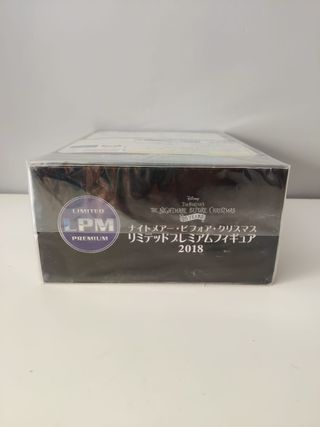 LIMITED
LPM
PREMIUM
Disney
Tim Burton's
THE NIGHTMARE BEFORE CHRISTMAS
ナイトメアー・ビフォア・クリスマス
リミテッドプレミアムフィギュア
2018